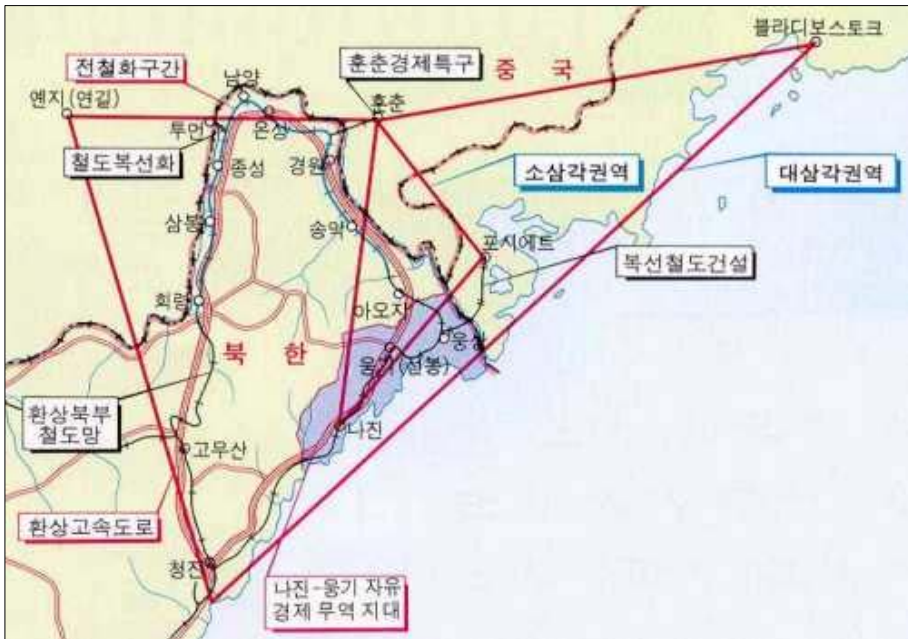 블라디보스토크
전철화구간
남양
훈춘경제특구
중 국
옌지(연길)
훈춘
투먼
온성
철도복선화
종성
경원
소삼각권역
대삼각권역
삼봉
송악
포시에트
복선철도건설
회령
아오지
웅상
북 한
웅기(선봉)
환상북부
철도망
나진
고무산
환상고속도로
청진
나진-웅기 자유
경제 무역 지대